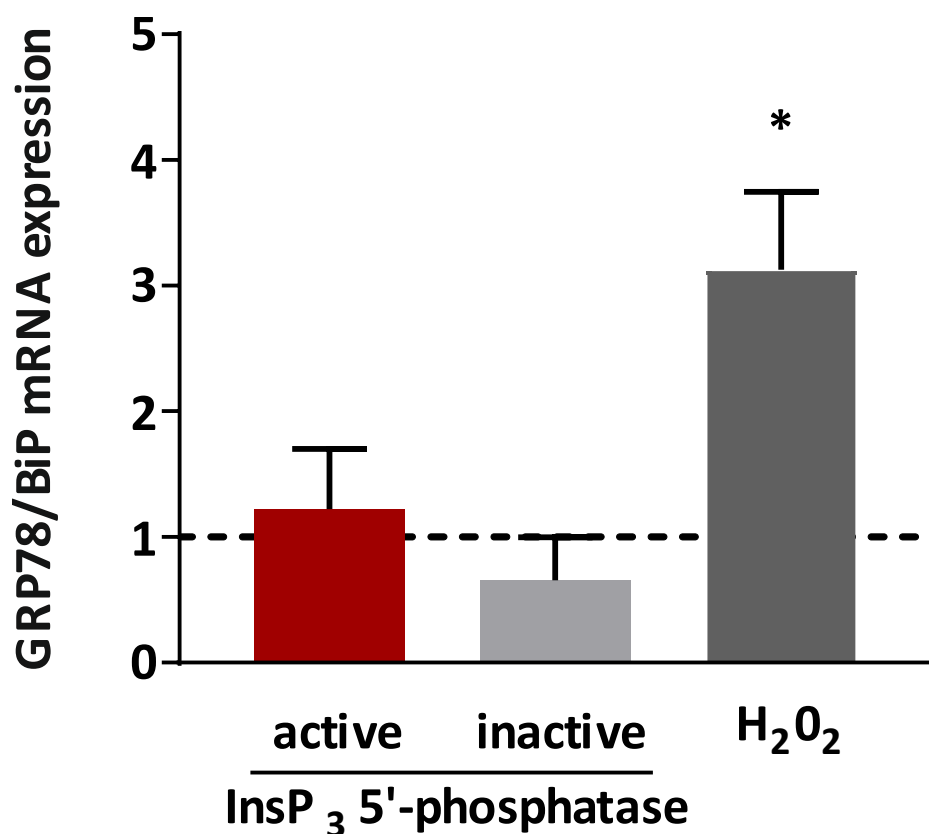 GRP78/BiP mRNA expression
5
4
3
2
1
0
*
active inactive H202
InsP 3 5'-phosphatase